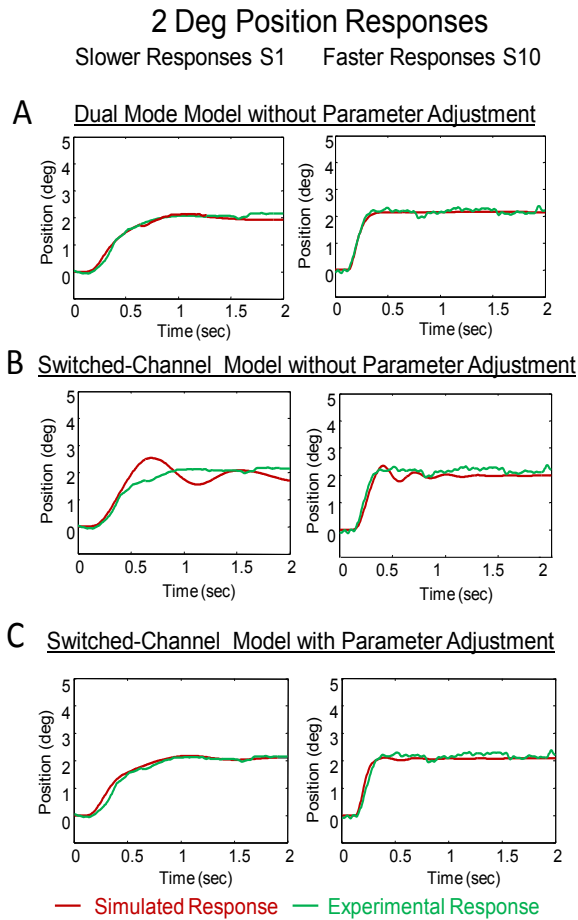 2 Deg Position Responses
Slower Responses S1 Faster Responses S10
A Dual Mode Model without Parameter Adjustment
Position (deg)
5
4
3
2
1
0
0 0.5 1 1.5 2
Time (sec)
Position (deg)
5
4
3
2
1
0
0 0.5 1 1.5 2
Time (sec)
B Switched-Channel Model without Parameter Adjustment
Position (deg)
5
4
3
2
1
0
0 0.5 1 1.5 2
Time (sec)
Position (deg)
5
4
3
2
1
0
0 0.5 1 1.5 2
Time (sec)
C Switched-Channel Model with Parameter Adjustment
Position (deg)
5
4
3
2
1
0
0 0.5 1 1.5 2
Time (sec)
Position (deg)
5
4
3
2
1
0
0 0.5 1 1.5 2
Time (sec)
Simulated Response Experimental Response